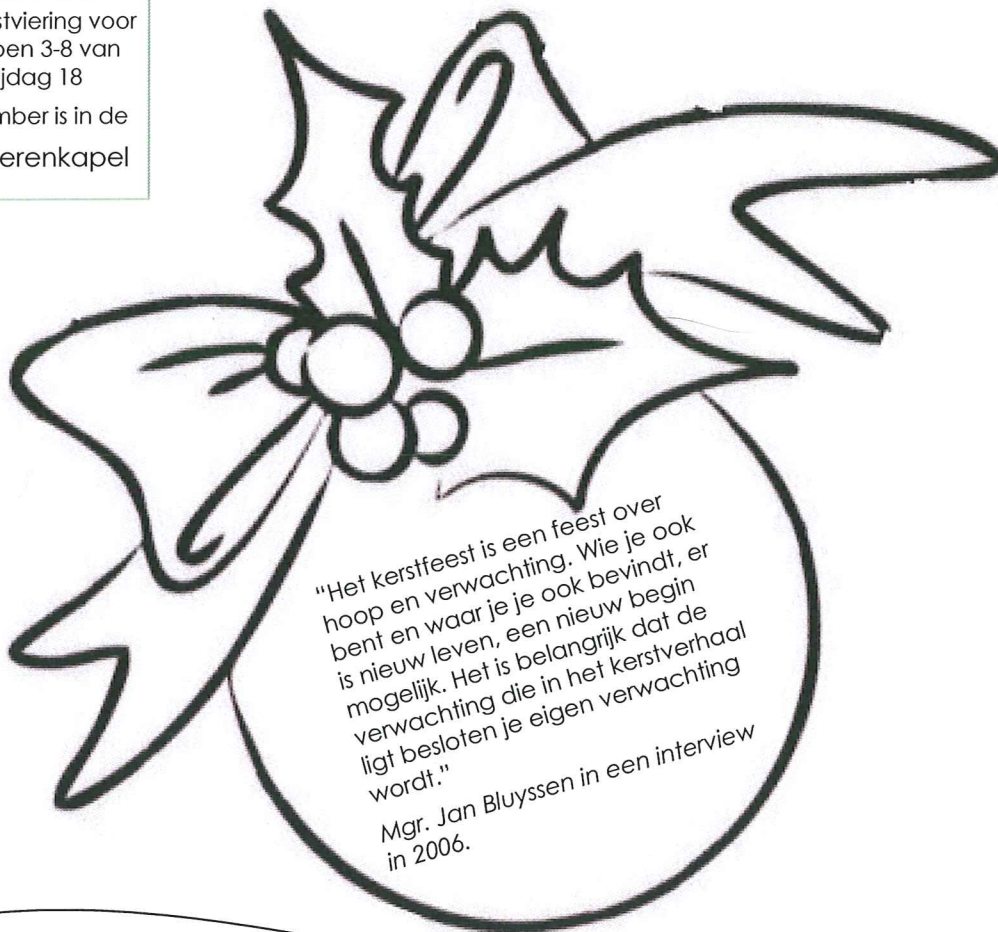 stviering voor
pen 3-8 van
ijdag 18
mber is in de
erenkapel
"Het kerstfeest is een feest over
hoop en verwachting. Wie je ook
bent en waar je je ook bevindt, er
is nieuw leven, een nieuw begin
mogelijk. Het is belangrijk dat de
verwachting die in het kerstverhaal
ligt besloten je eigen verwachting
wordt."
Mgr. Jan Bluyssen in een interview
in 2006.